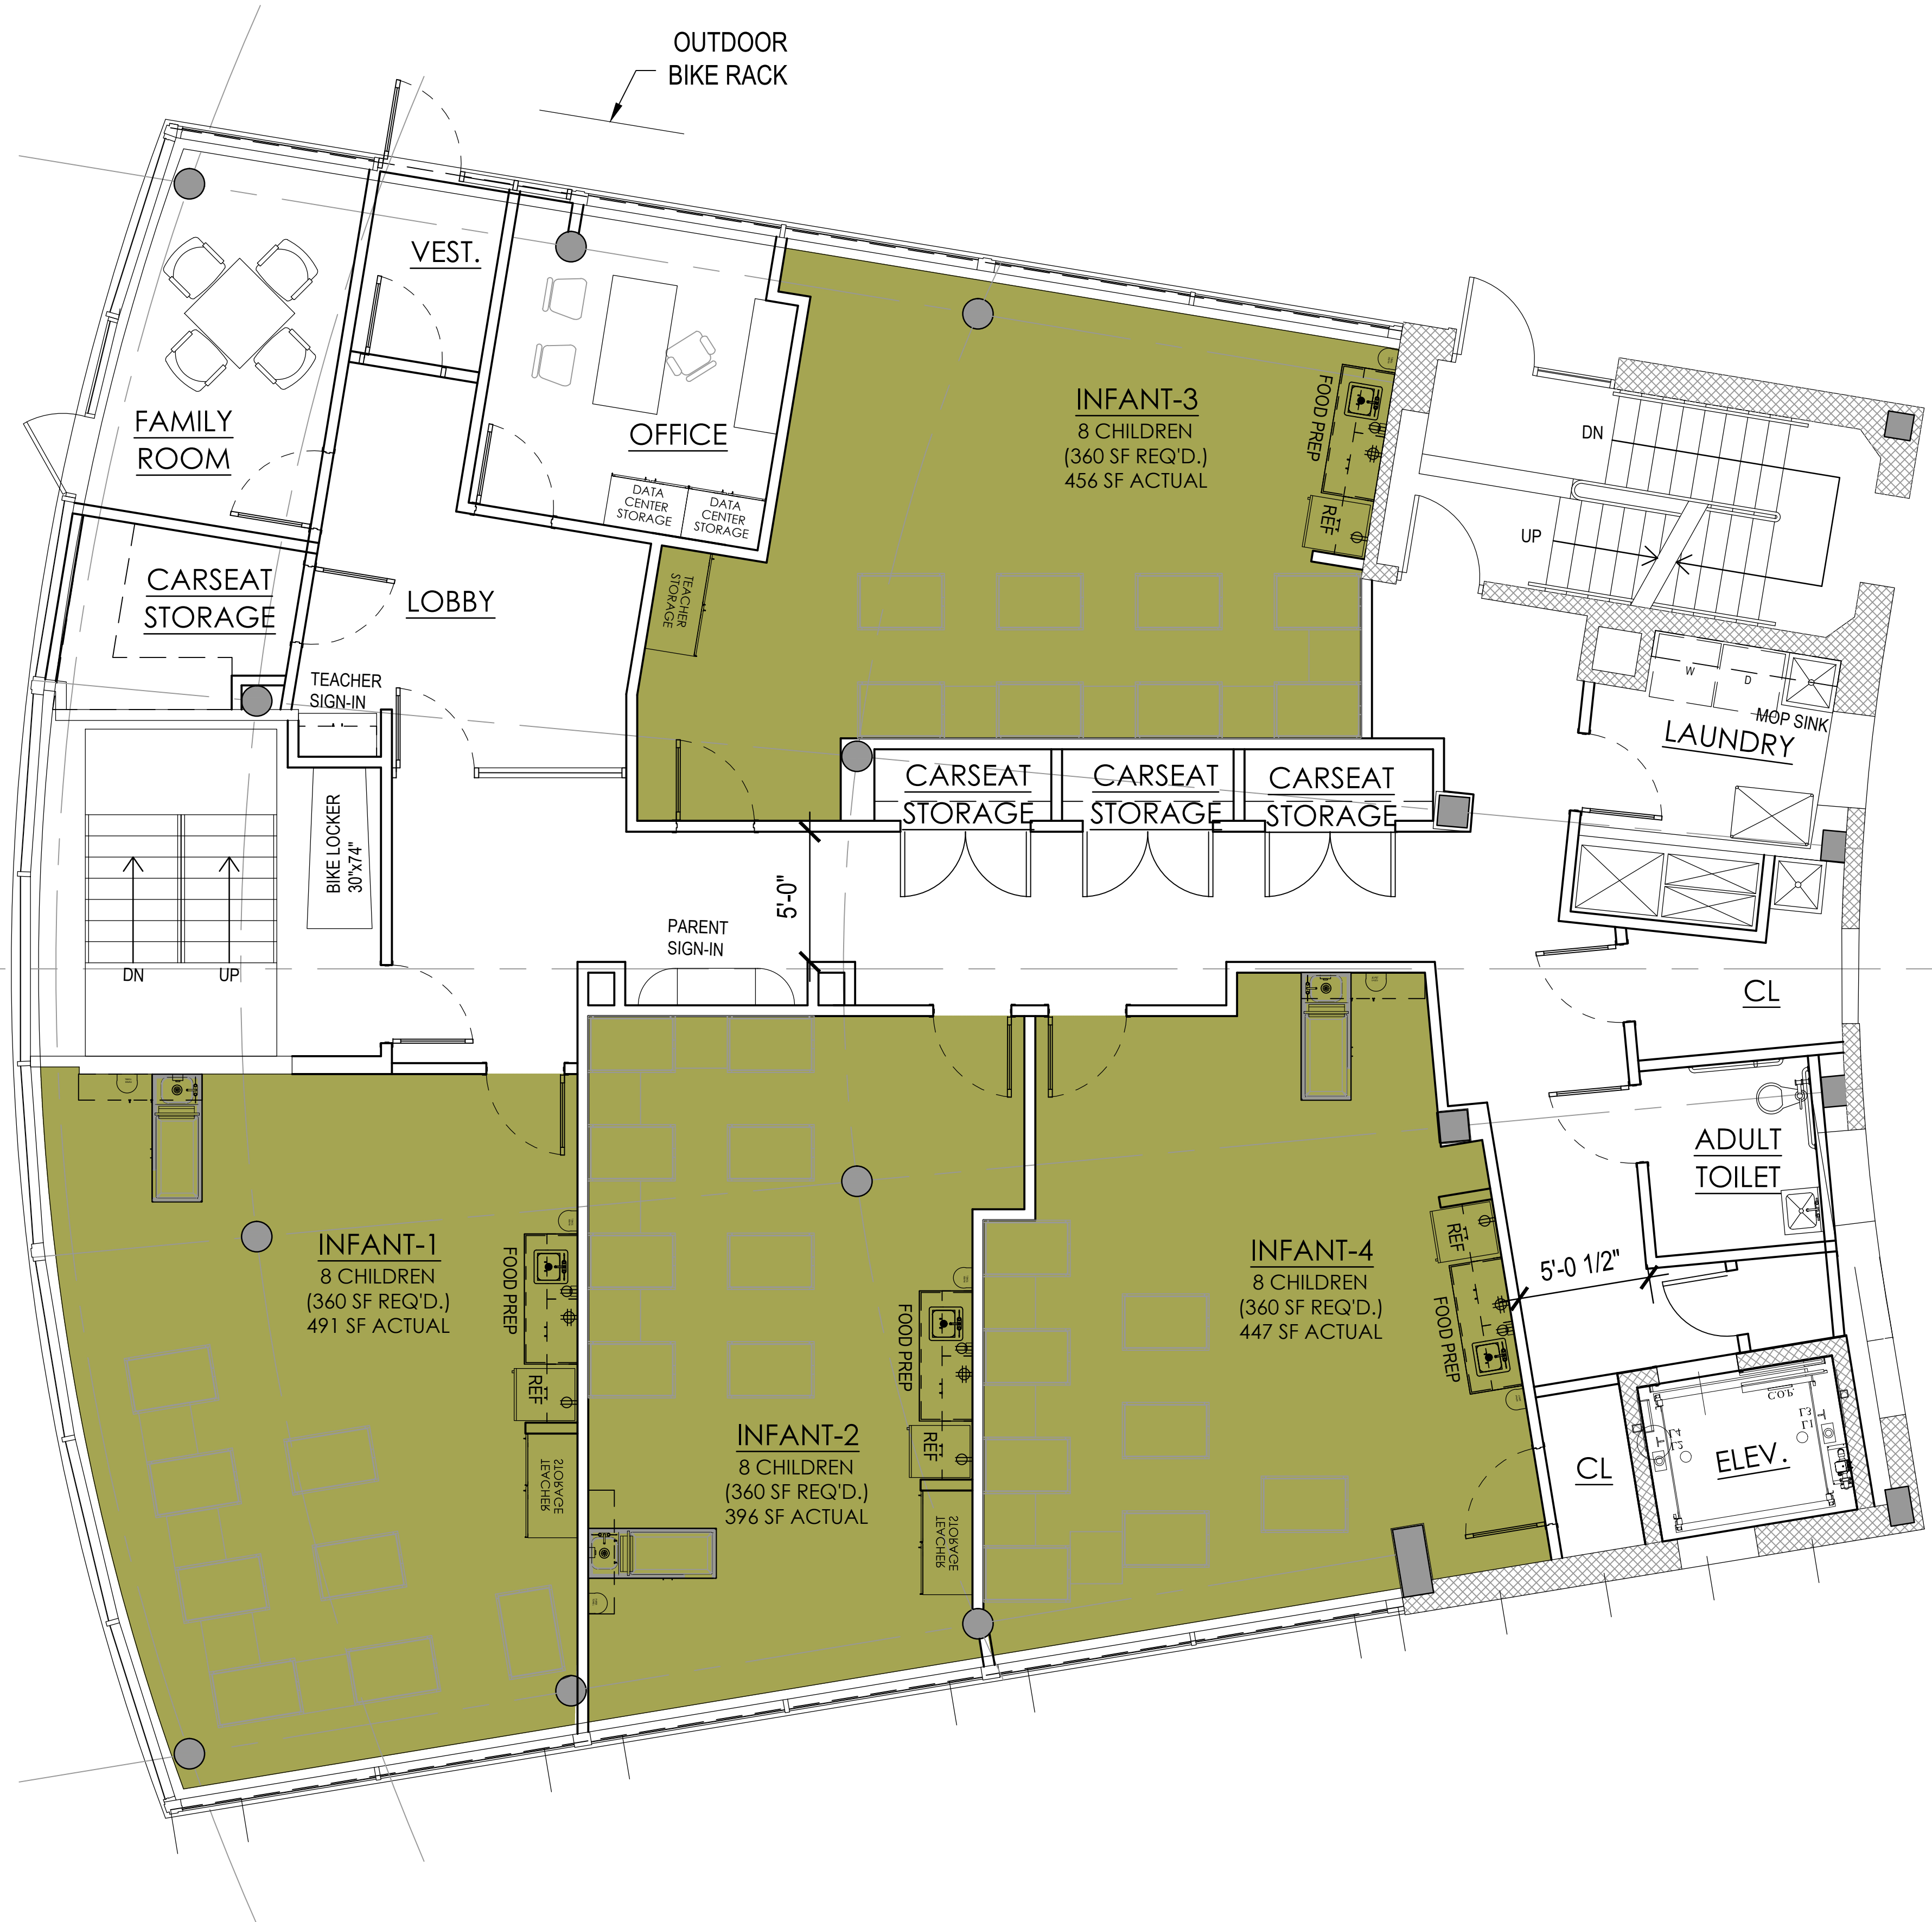 OUTDOOR
BIKE RACK
VEST.
FAMILY
ROOM
OFFICE
DATA
CENTER
STORAGE
DATA
CENTER
STORAGE
INFANT-3
8 CHILDREN
(360 SF REQ'D.)
456 SF ACTUAL
FOOD PREP
REF
DN
UP
CARSEAT
STORAGE
LOBBY
TEACHER
STORAGE
TEACHER
SIGN-IN
W
D
MOP SINK
LAUNDRY
CARSEAT
STORAGE
CARSEAT
STORAGE
CARSEAT
STORAGE
BIKE LOCKER
30"x74"
5'-0"
PARENT
SIGN-IN
DN
UP
CL
ADULT
TOILET
INFANT-1
8 CHILDREN
(360 SF REQ'D.)
491 SF ACTUAL
FOOD PREP
REF
TEACHER
STORAGE
INFANT-2
8 CHILDREN
(360 SF REQ'D.)
396 SF ACTUAL
FOOD PREP
REF
TEACHER
STORAGE
INFANT-4
8 CHILDREN
(360 SF REQ'D.)
447 SF ACTUAL
REF
FOOD PREP
5'-0 1/2"
CL
ELEV.